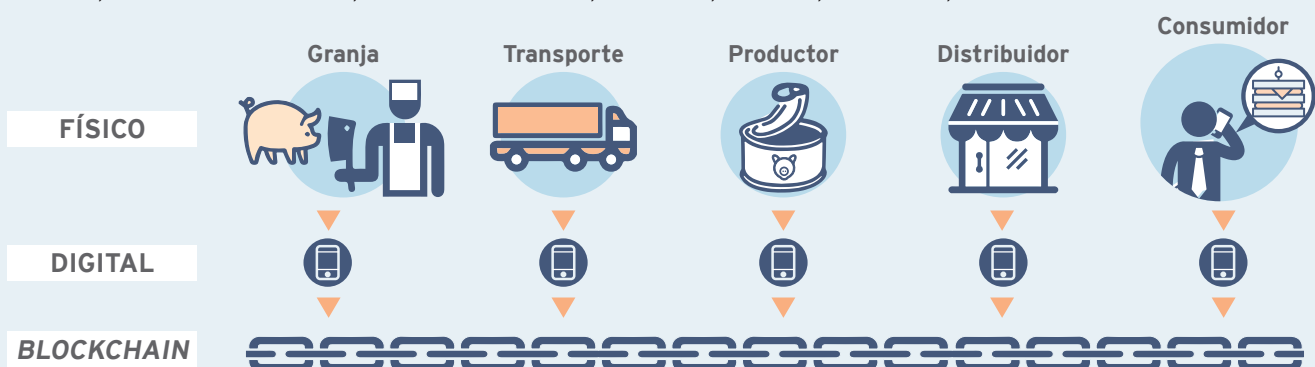 Consumidor
Granja
Transporte
Productor
Distribuidor
FÍSICO
DIGITAL
BLOCKCHAIN